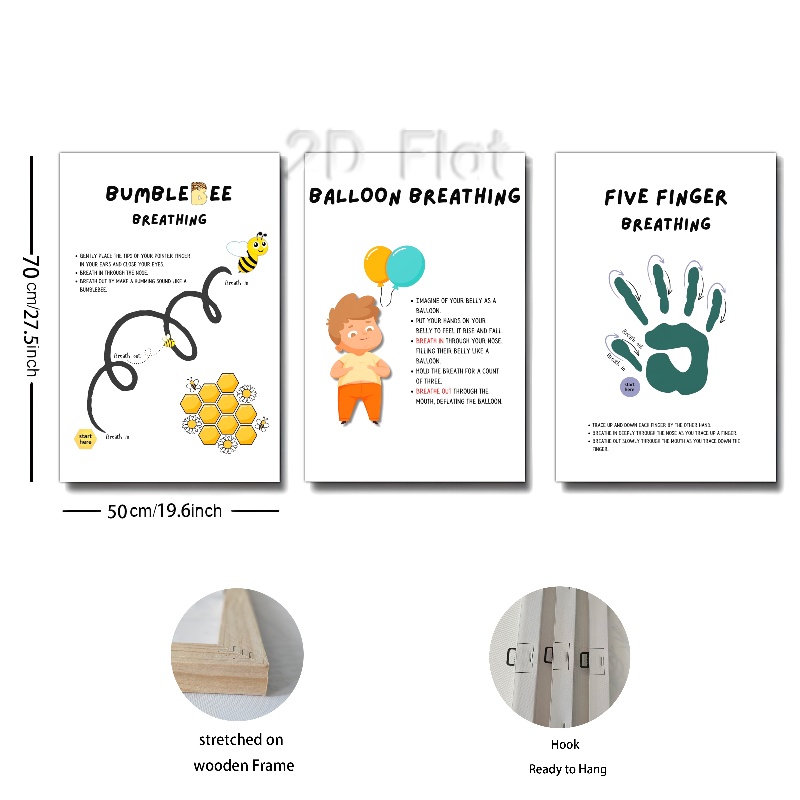 2D Flat
BUMBLE EE
BREATHING
GENTLY PLACE THE TIPS OF YOUR POINTER FINGER
IN YOUR EARS AND CLOSE YOUR EYES.
BREATH IN THROUGH THE NOSE.
BREATH OUT BY MAKE A HUMMING SOUND LIKE A
BUMBLEBEE.
Breath in
Breath out
start
here
Breath in
BALLOON BREATHING
IMAGINE OF YOUR BELLY AS A
BALLOON.
PUT YOUR HANDS ON YOUR
BELLY TO FEEL IT RISE AND FALL
BREATH IN THROUGH YOUR NOSE,
FILLING THEIR BELLY LIKE A
BALLOON.
HOLD THE BREATH FOR A COUNT
OF THREE.
BREATHE OUT THROUGH THE
MOUTH, DEFLATING THE BALLOON.
FIVE FINGER
BREATHING
Breath out
Breath in
start
here
TRACE UP AND DOWN EACH FINGER BY THE OTHER HAND.
BREATHE IN DEEPLY THROUGH THE NOSE AS YOU TRACE UP A FINGER.
BREATHE OUT SLOWLY THROUGH THE MOUTH AS YOU TRACE DOWN THE
FINGER.
70 cm/27.5inch
50cm/19.6inch
stretched on
wooden Frame
Hook
Ready to Hang